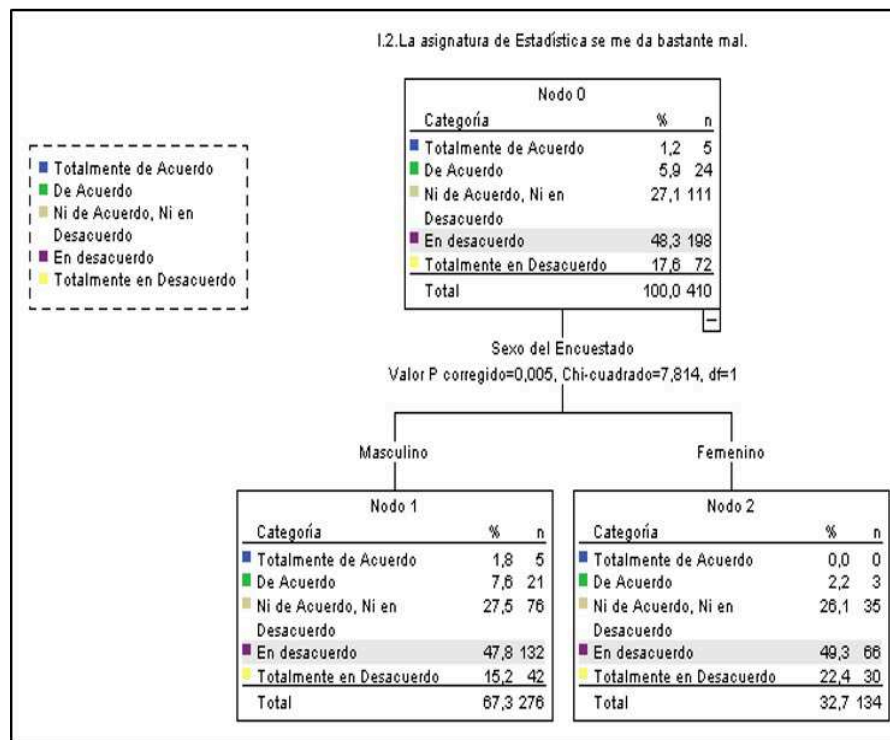 I.2.La asignatura de Estadística se me da bastante mal.
Totalmente de Acuerdo
De Acuerdo
Ni de Acuerdo, Ni en
Desacuerdo
En desacuerdo
Totalmente en Desacuerdo
Nodo 0
Categoría % n
Totalmente de Acuerdo 1,2 5
De Acuerdo 5,9 24
Ni de Acuerdo, Ni en 27,1 111
Desacuerdo
En desacuerdo 48,3 198
Totalmente en Desacuerdo 17,6 72
Total 100,0 410
Sexo del Encuestado
Valor P corregido=0,005, Chi-cuadrado=7,814, df=1
Masculino
Femenino
Nodo 1
Categoría % n
Totalmente de Acuerdo 1,8 5
De Acuerdo 7,6 21
Ni de Acuerdo, Ni en 27,5 76
Desacuerdo
En desacuerdo 47,8 132
Totalmente en Desacuerdo 15,2 42
Total 67,3 276
Nodo 2
Categoría % n
Totalmente de Acuerdo 0,0 0
De Acuerdo 2,2 3
Ni de Acuerdo, Ni en 26,1 35
Desacuerdo
En desacuerdo 49,3 66
Totalmente en Desacuerdo 22,4 30
Total 32,7 134